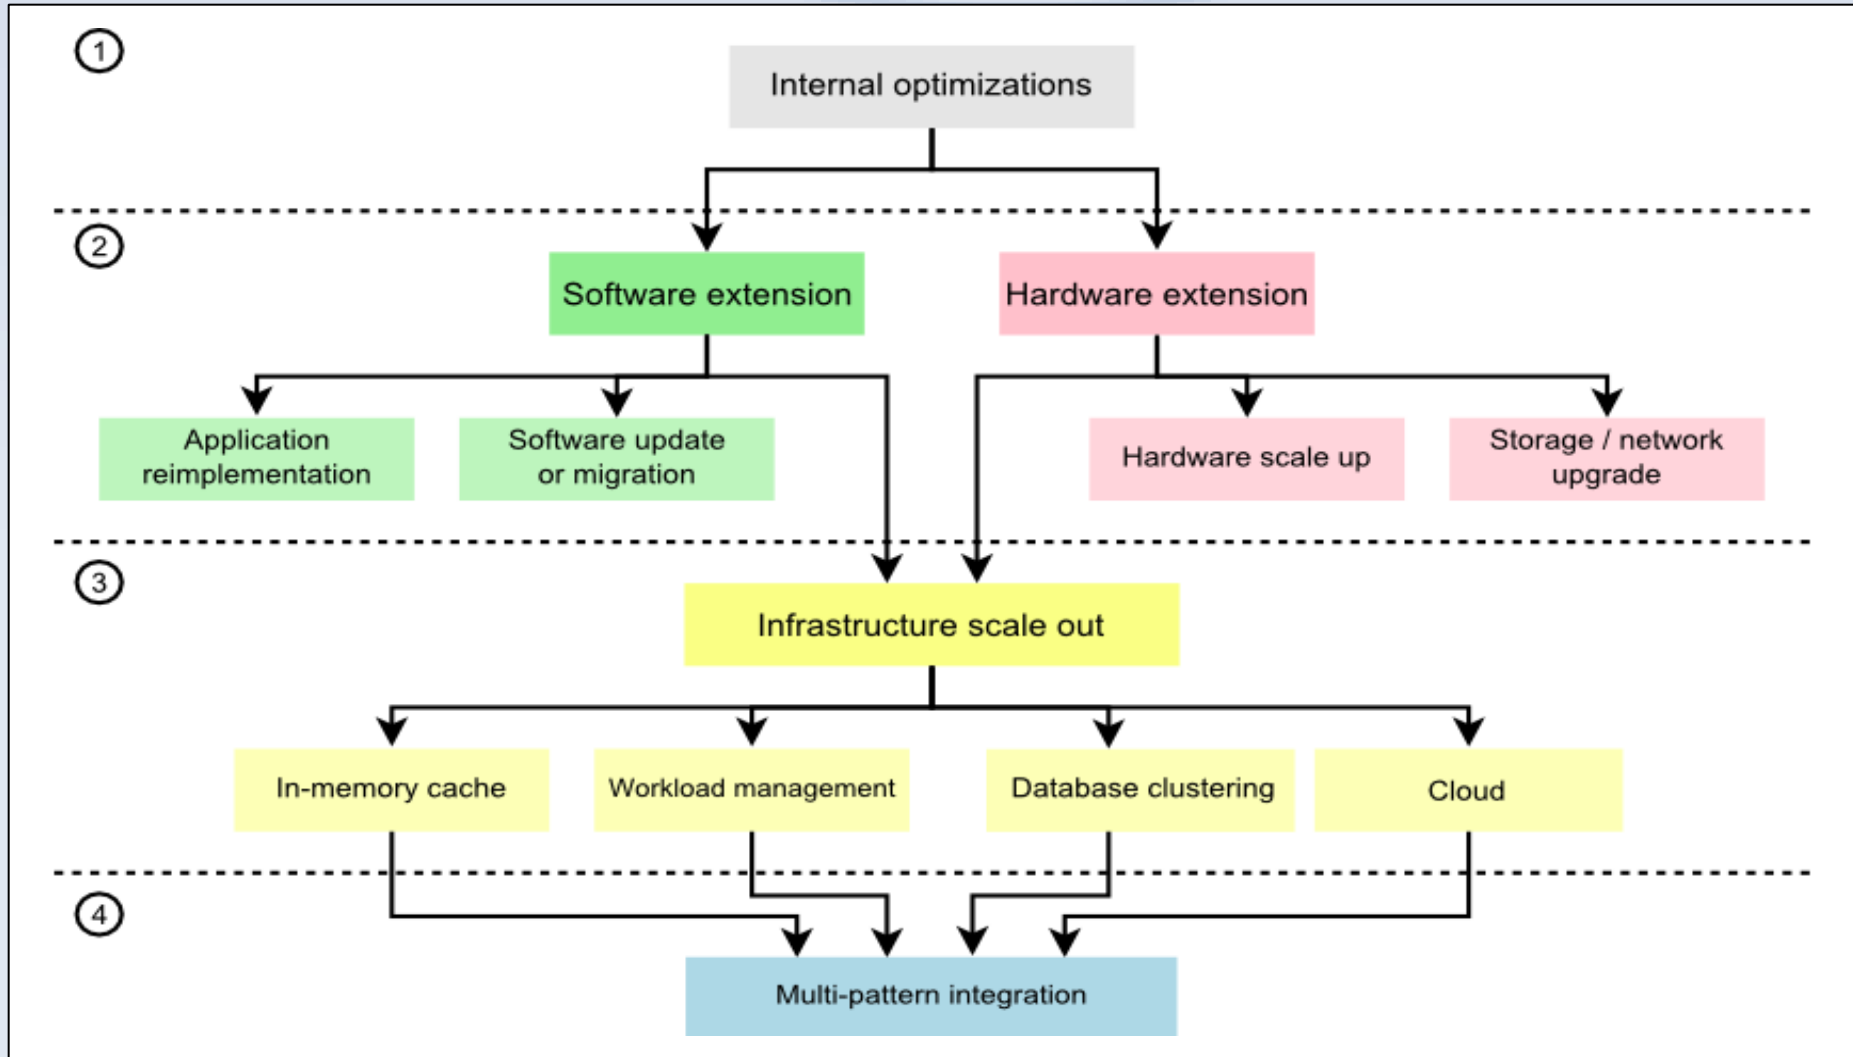 1
Internal optimizations
2
Software extension
Hardware extension
Application
reimplementation
Software update
or migration
Hardware scale up
Storage / network
upgrade
3
Infrastructure scale out
In-memory cache
Workload management
Database clustering
Cloud
4
Multi-pattern integration